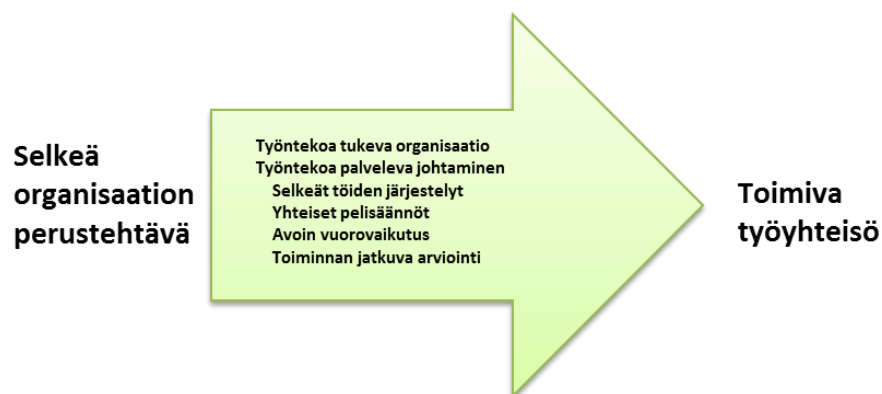 Selkeä
organisaation
perustehtävä
Työntekoa tukeva organisaatio
Työntekoa palveleva johtaminen
Selkeät töiden järjestelyt
Yhteiset pelisäännöt
Avoin vuorovaikutus
Toiminnan jatkuva arviointi
Toimiva
työyhteisö